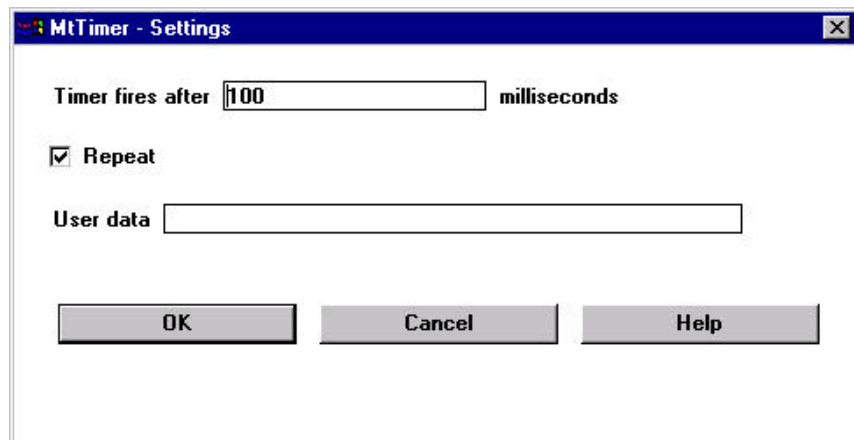 MtTimer - Settings
Timer fires after 100 milliseconds
Repeat
User data
OK Cancel Help